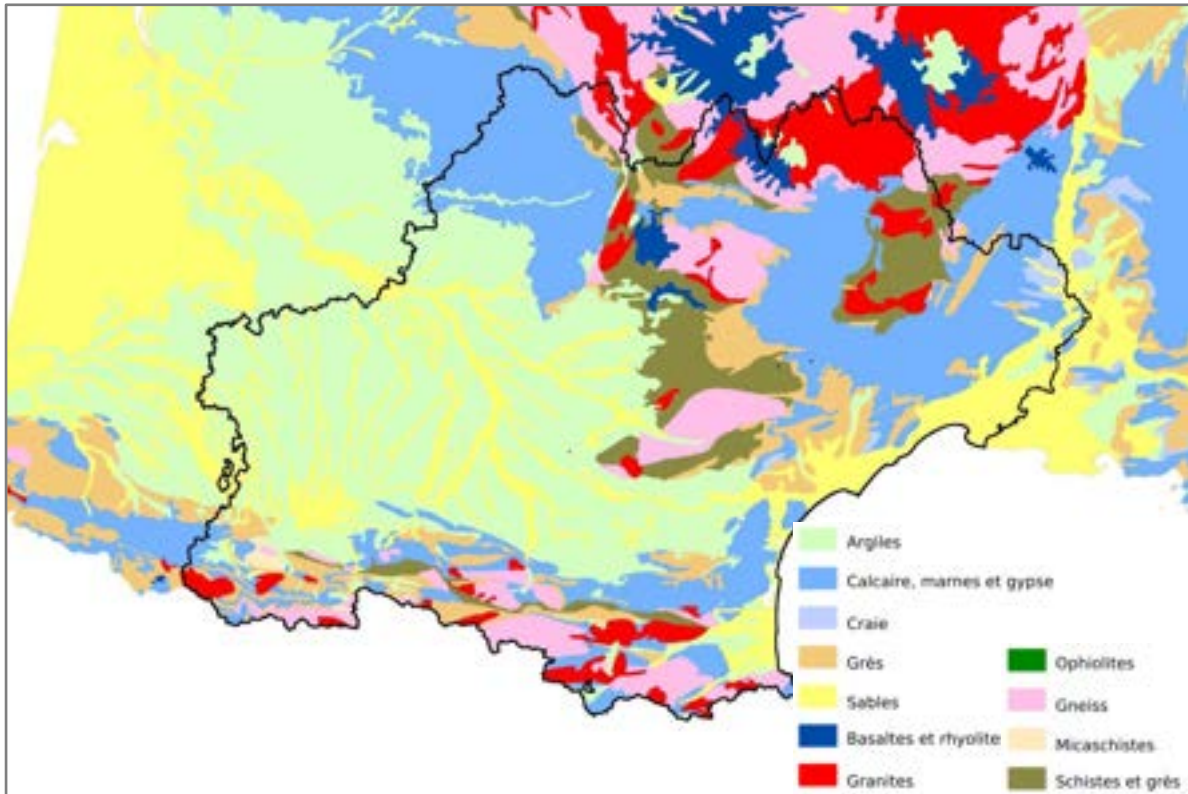 Argiles
Calcaire, marnes et gypse
Craie
Grès
Sables
Basaltes et rhyolite
Granites
Ophiolites
Gneiss
Micaschistes
Schistes et grès